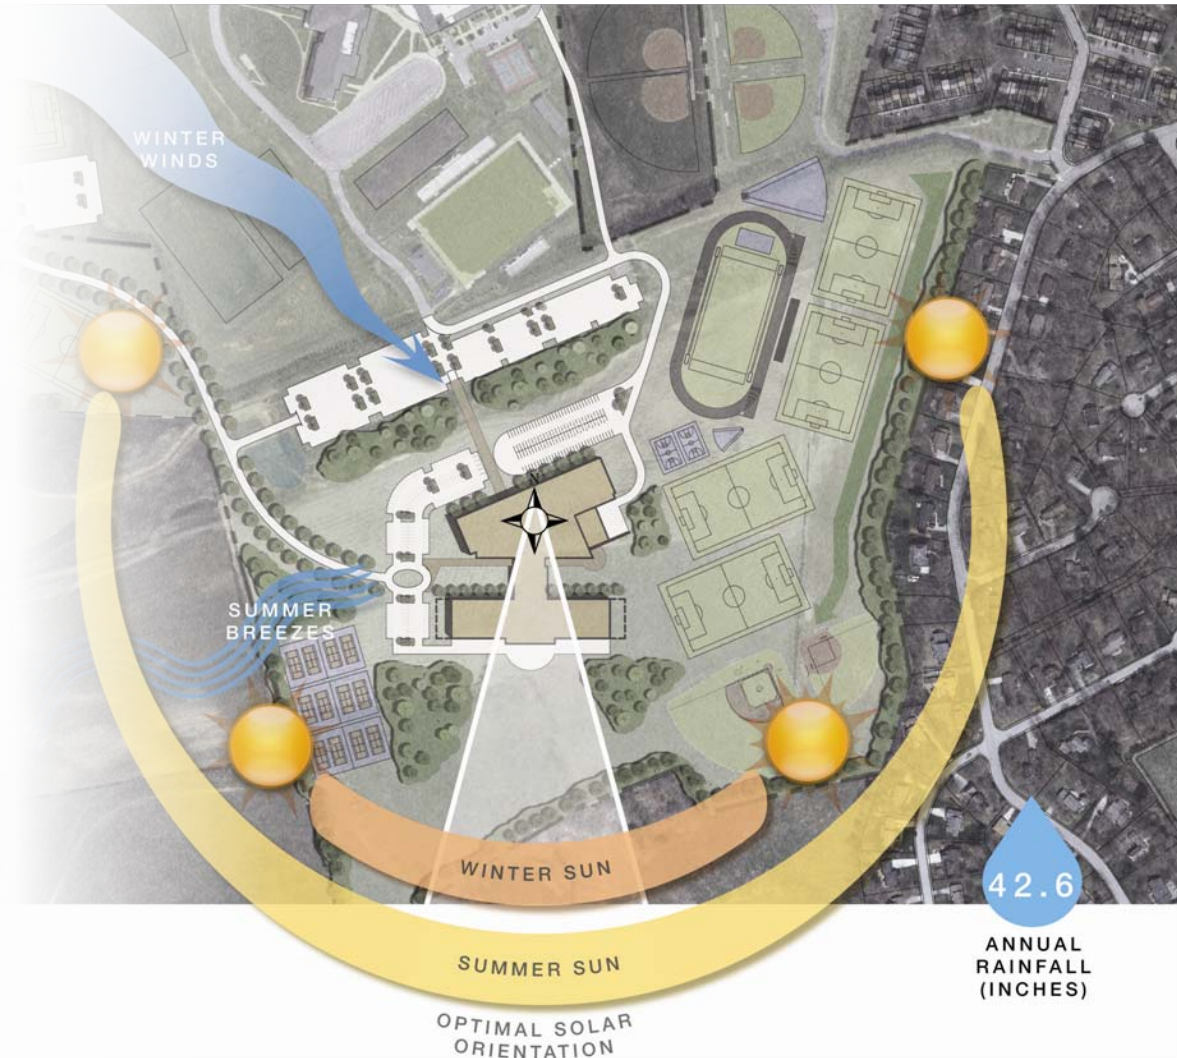 WINTER
WINDS
N
SUMMER
BREEZES
WINTER SUN
42.6
SUMMER SUN
ANNUAL
RAINFALL
(INCHES)
OPTIMAL SOLAR
ORIENTATION